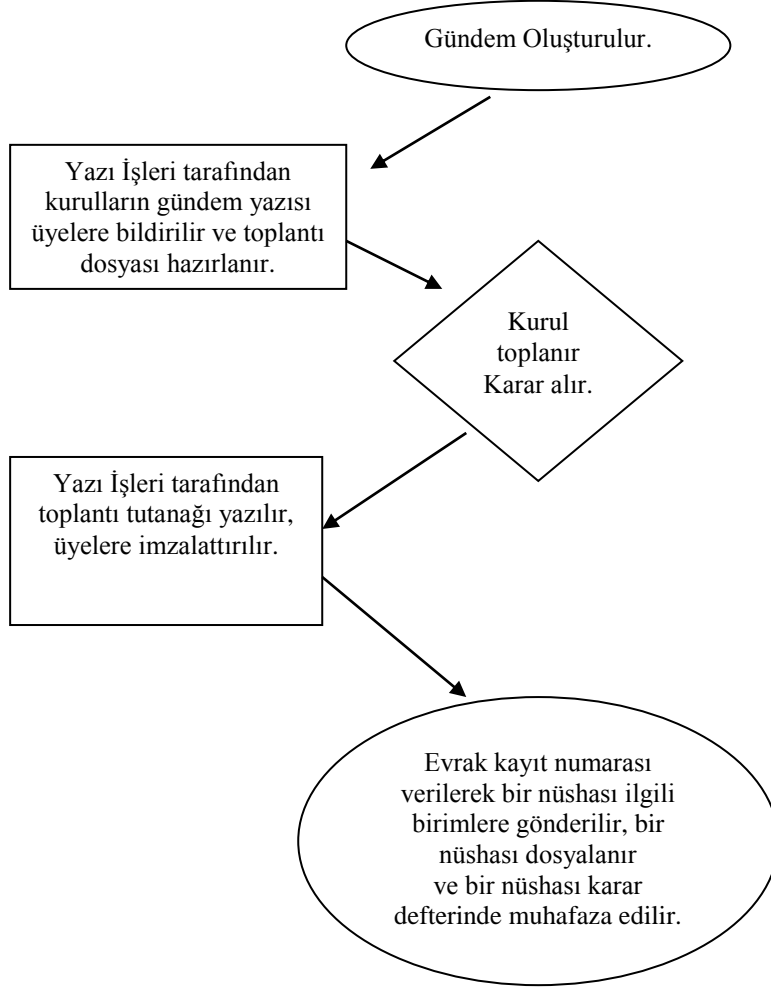 Gündem Oluşturulur.
Yazı İşleri tarafından
kurulların gündem yazısı
üyelere bildirilir ve toplantı
dosyası hazırlanır.
Kurul
toplanır
Karar alır.
Yazı İşleri tarafından
toplantı tutanağı yazılır,
üyelere imzalattırılır.
Evrak kayıt numarası
verilerek bir nüshası ilgili
birimlere gönderilir, bir
nüshası dosyalanır
ve bir nüshası karar
defterinde muhafaza edilir.